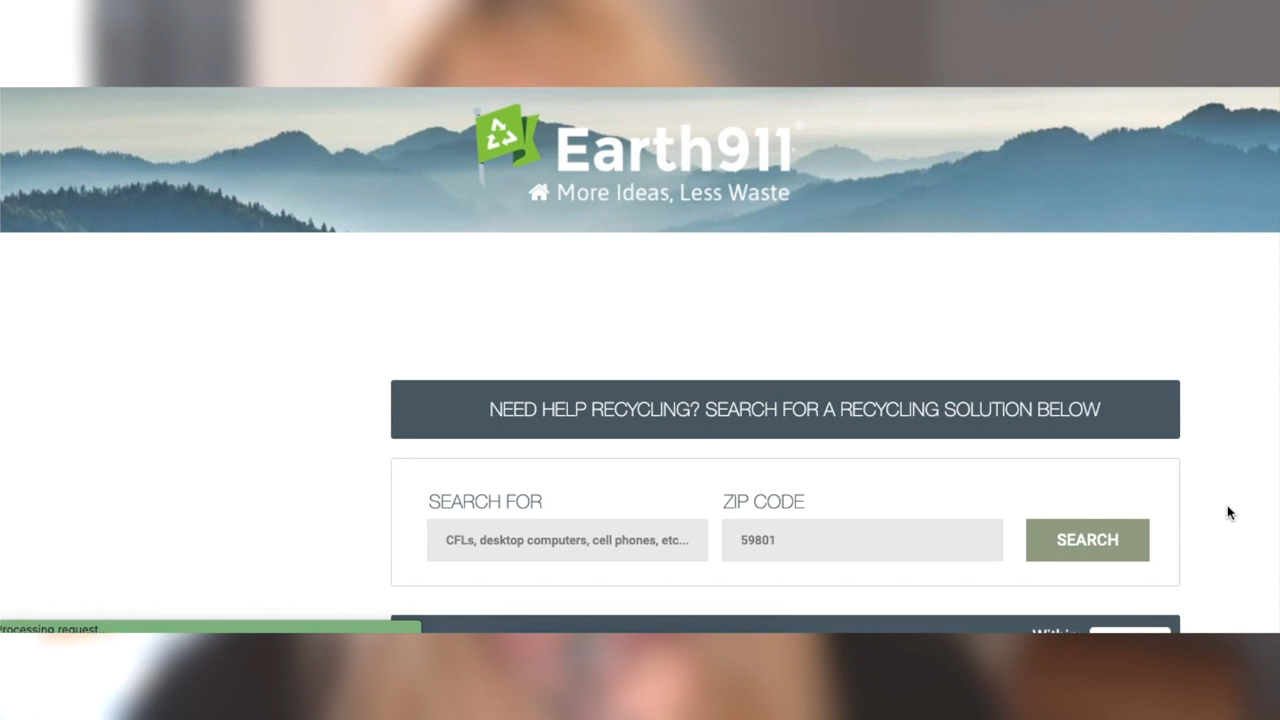 Earth911
More Ideas, Less Waste
NEED HELP RECYCLING? SEARCH FOR A RECYCLING SOLUTION BELOW
SEARCH FOR
ZIP CODE
CFLs, desktop computers, cell phones, etc...
59801
SEARCH
Processing request...